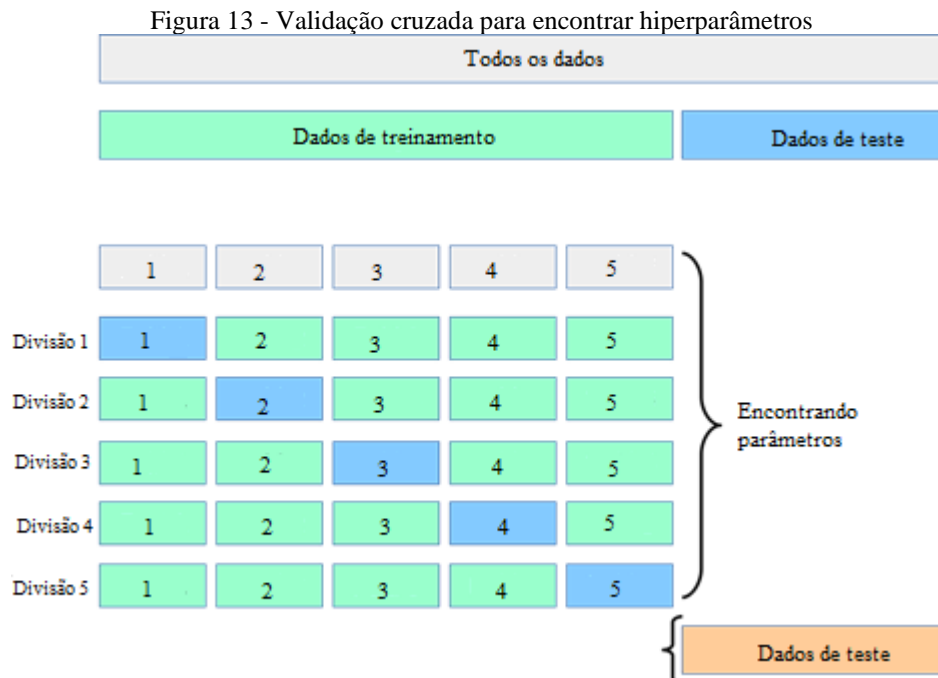 Figura 13 - Validação cruzada para encontrar hiperparâmetros
Todos os dados
Dados de treinamento Dados de teste
1 2 3 4 5
Divisão 1 1 2 3 4 5
Divisão 2 1 2 3 4 5
Divisão 3 1 2 3 4 5
Divisão 4 1 2 3 4 5
Divisão 5 1 2 3 4 5
Encontrando
parâmetros
Dados de teste